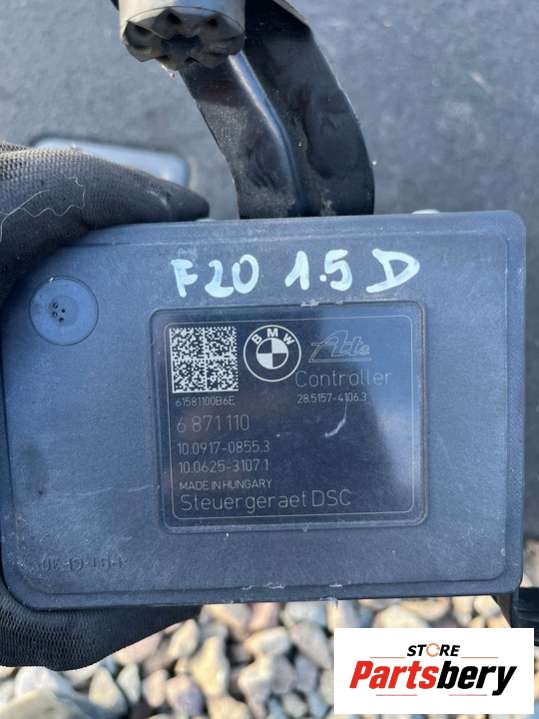 F20 1.5 D
BMW
Ate
Controller
61581100B6E
28.5157-4106.3
6 871 110
10.0917-0855.3
10.0625-3107.1
MADE IN HUNGARY
Steuergeraet DSC
STORE
Partsbery